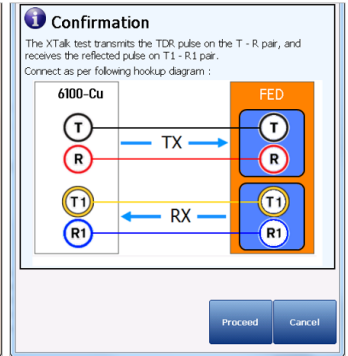 i Confirmation
The XTalk test transmits the TDR pulse on the T - R pair, and
receives the reflected pulse on T1 - R1 pair.
Connect as per following hookup diagram :
6100-Cu FED
T TX T
R R
T1 RX T1
R1 R1
Proceed Cancel